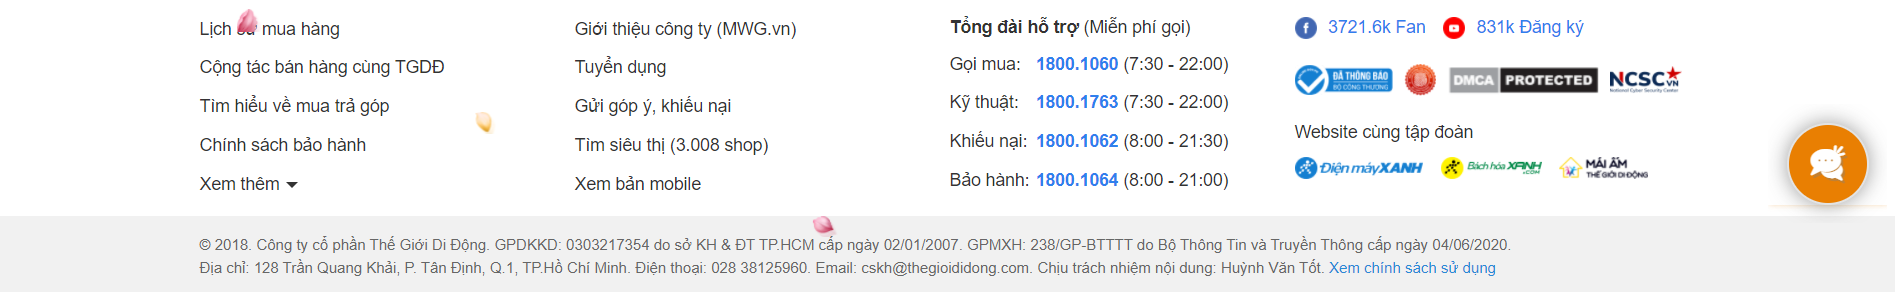 Lịch sử mua hàng
Cộng tác bán hàng cùng TGDĐ
Tìm hiểu về mua trả góp
Chính sách bảo hành
Xem thêm
Giới thiệu công ty (MWG.vn)
Tuyển dụng
Gửi góp ý, khiếu nại
Tìm siêu thị (3.008 shop)
Xem bản mobile
Tổng đài hỗ trợ (Miễn phí gọi)
Gọi mua: 1800.1060 (7:30 - 22:00)
Kỹ thuật: 1800.1763 (7:30 - 22:00)
Khiếu nại: 1800.1062 (8:00 - 21:30)
Bảo hành: 1800.1064 (8:00 - 21:00)
3721.6k Fan 831k Đăng ký
ĐÃ THÔNG BÁO
BỘ CÔNG THƯƠNG
DMCA PROTECTED
NCSC VN
National Cyber Security Center
Website cùng tập đoàn
Điện máy XANH
Bách hóa XANH .COM
MÁI ẤM
THẾ GIỚI DI ĐỘNG
© 2018. Công ty cổ phần Thế Giới Di Động. GPDKKD: 0303217354 do sở KH & ĐT TP.HCM cấp ngày 02/01/2007. GPMXH: 238/GP-BTTTT do Bộ Thông Tin và Truyền Thông cấp ngày 04/06/2020.
Địa chỉ: 128 Trần Quang Khải, P. Tân Định, Q.1, TP.Hồ Chí Minh. Điện thoại: 028 38125960. Email: cskh@thegioididong.com. Chịu trách nhiệm nội dung: Huỳnh Văn Tốt. Xem chính sách sử dụng